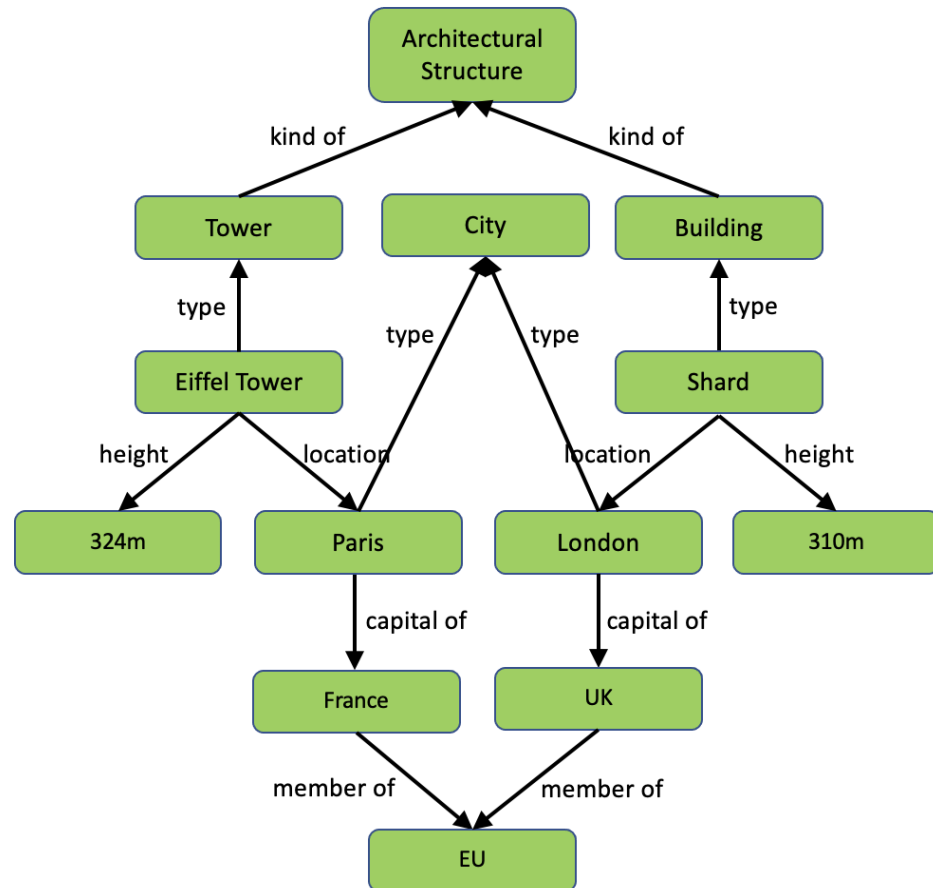 Architectural
Structure
kind of
kind of
Tower
City
Building
type
type
type
type
Eiffel Tower
Shard
height
location
location
height
324m
Paris
London
310m
capital of
capital of
France
UK
member of
member of
EU